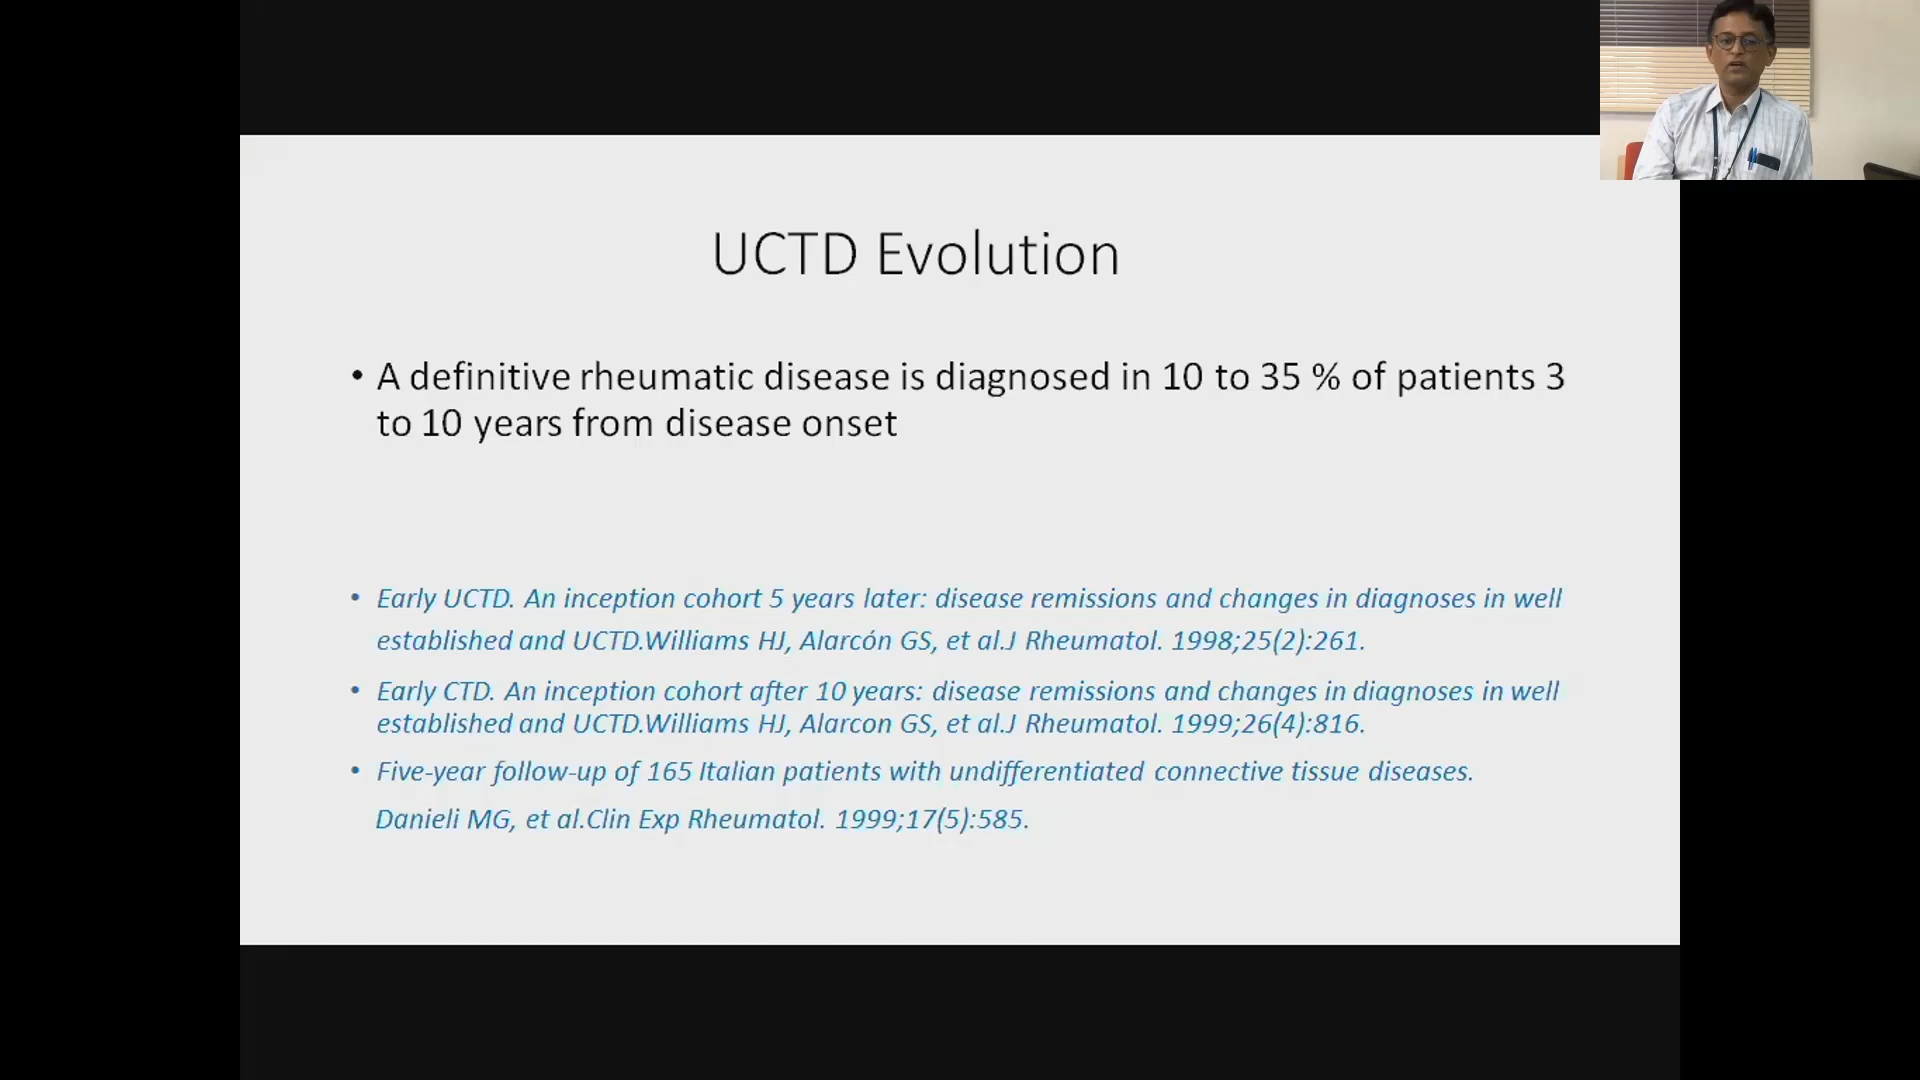 UCTD Evolution
• A definitive rheumatic disease is diagnosed in 10 to 35 % of patients 3
to 10 years from disease onset
• Early UCTD. An inception cohort 5 years later: disease remissions and changes in diagnoses in well
established and UCTD.Williams HJ, Alarcón GS, et al.J Rheumatol. 1998;25(2):261.
• Early CTD. An inception cohort after 10 years: disease remissions and changes in diagnoses in well
established and UCTD.Williams HJ, Alarcon GS, et al.J Rheumatol. 1999;26(4):816.
• Five-year follow-up of 165 Italian patients with undifferentiated connective tissue diseases.
Danieli MG, et al.Clin Exp Rheumatol. 1999;17(5):585.